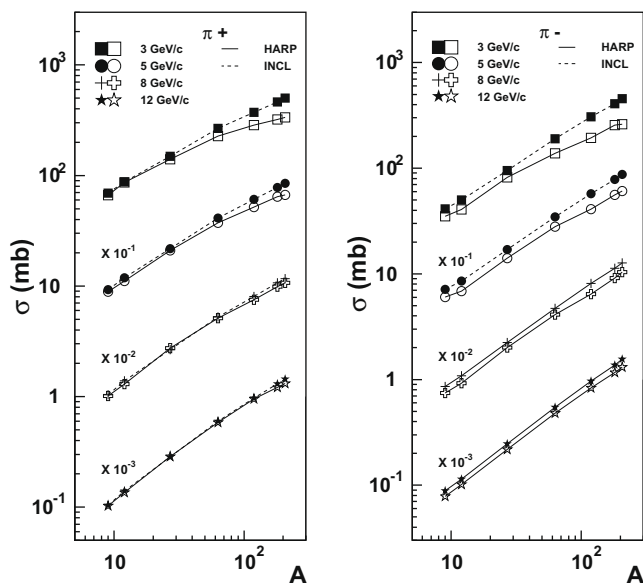 π +
3 GeV/c
5 GeV/c
8 GeV/c
12 GeV/c
HARP
INCL
10³
10²
10
1
10⁻¹
σ (mb)
X 10⁻¹
X 10⁻²
X 10⁻³
10
10²
A
π -
3 GeV/c
5 GeV/c
8 GeV/c
12 GeV/c
HARP
INCL
10³
10²
10
1
10⁻¹
σ (mb)
X 10⁻¹
X 10⁻²
X 10⁻³
10
10²
A